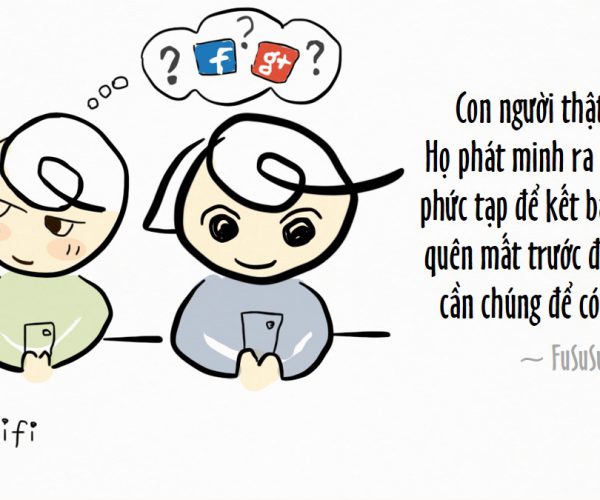 ? f ? g+ ?
Con người thật
Họ phát minh ra
phức tạp để kết
quên mất trước
cần chúng để có
~ FuSuSu
ifi